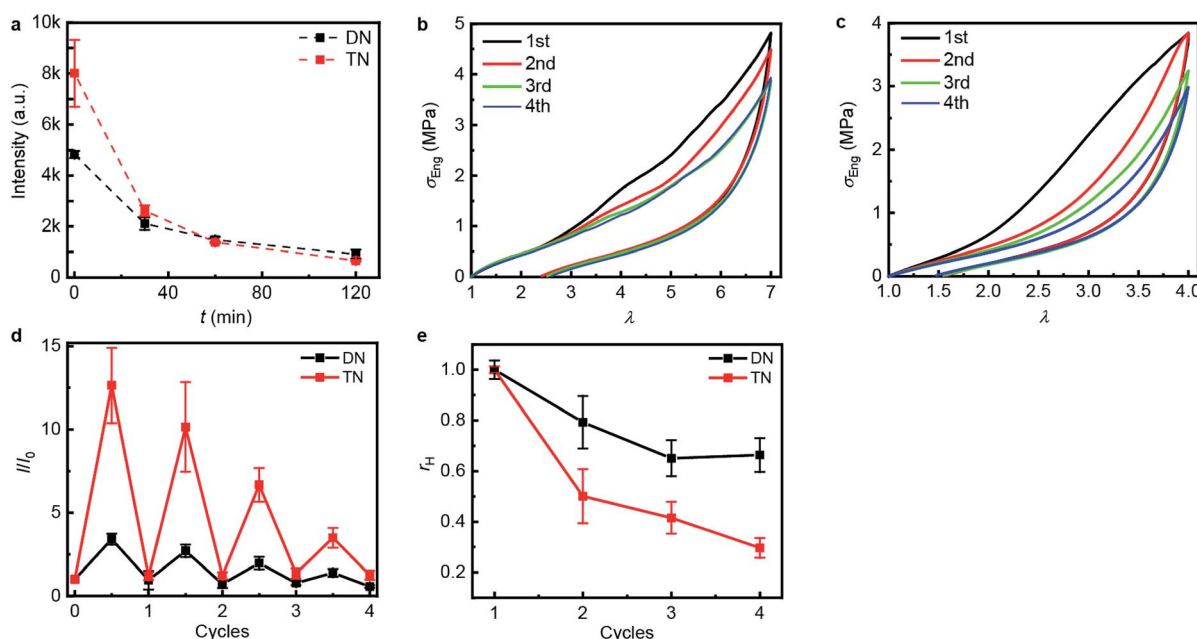 a
10k
8k
6k
4k
2k
0
Intensity (a.u.)
DN
TN
0
40
80
120
t (min)
b
5
4
3
2
1
0
σEng (MPa)
1st
2nd
3rd
4th
1
2
3
4
5
6
7
λ
c
4
3
2
1
0
σEng (MPa)
1st
2nd
3rd
4th
1.0
1.5
2.0
2.5
3.0
3.5
4.0
λ
d
15
10
5
0
I/I0
DN
TN
0
1
2
3
4
Cycles
e
1.0
0.8
0.6
0.4
0.2
rH
DN
TN
1
2
3
4
Cycles